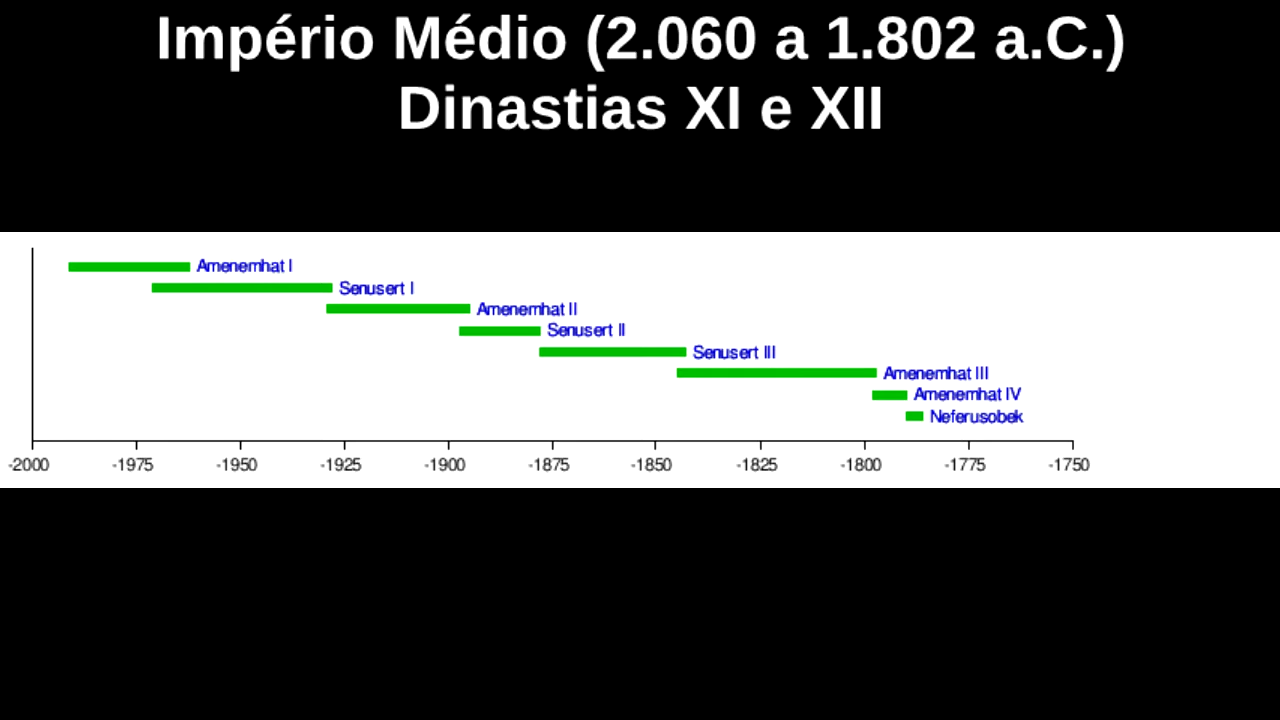 Império Médio (2.060 a 1.802 a.C.)
Dinastias XI e XII
Amenemhat I
Senusert I
Amenemhat II
Senusert II
Senusert III
Amenemhat III
Amenemhat IV
Neferusobek
-2000 -1975 -1950 -1925 -1900 -1875 -1850 -1825 -1800 -1775 -1750